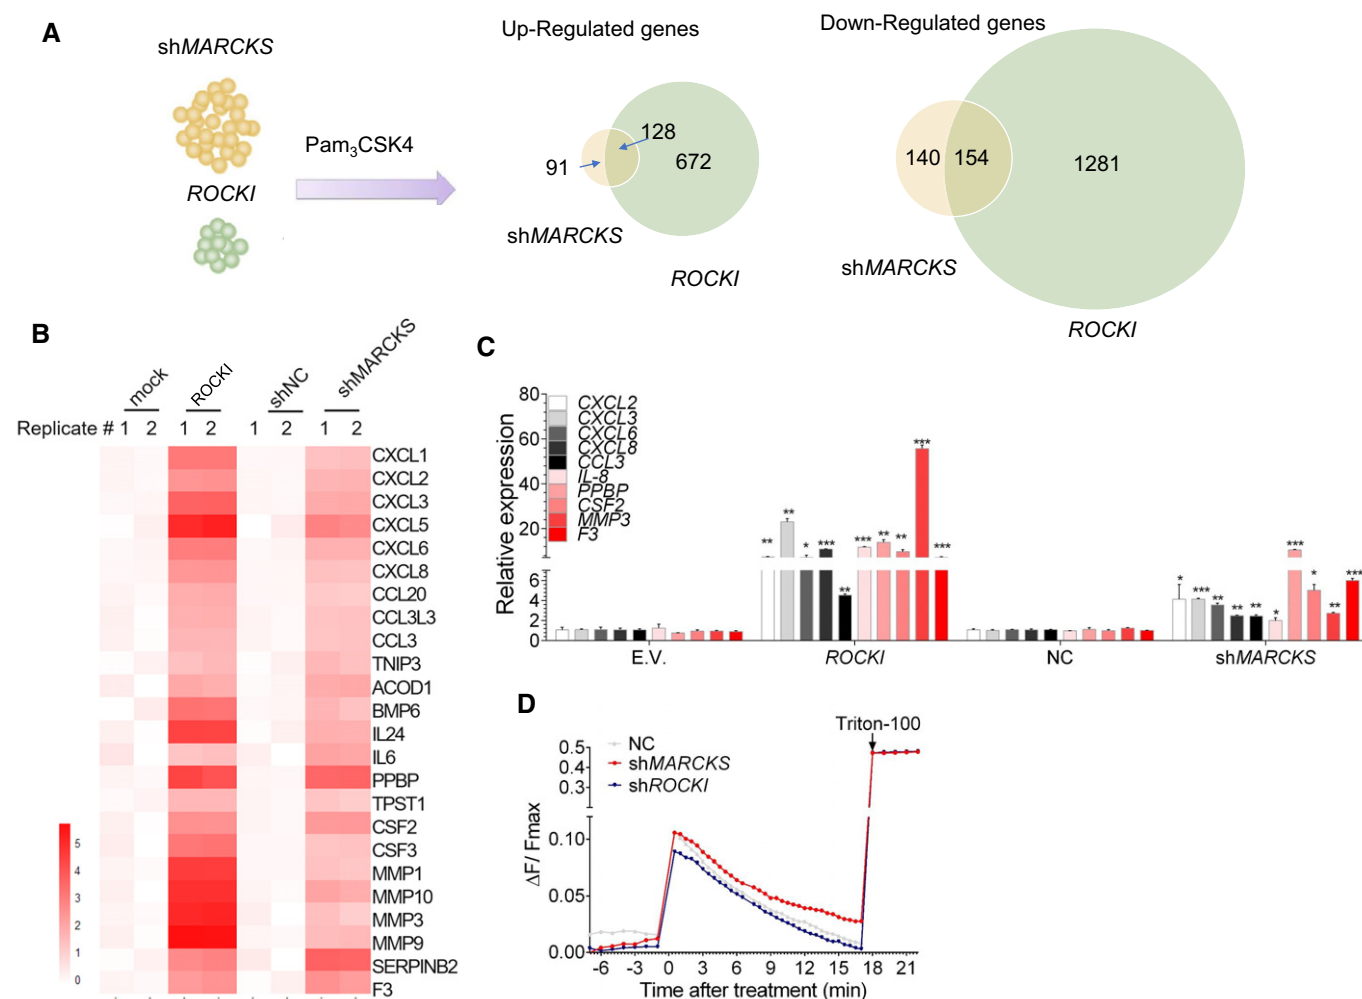 A
shMARCKS
ROCKI
Pam3CSK4
Up-Regulated genes
128
91
672
shMARCKS
ROCKI
Down-Regulated genes
140
154
1281
shMARCKS
ROCKI
B
mock
ROCKI
shNC
shMARCKS
Replicate # 1 2 1 2 1 2 1 2
CXCL1
CXCL2
CXCL3
CXCL5
CXCL6
CXCL8
CCL20
CCL3L3
CCL3
TNIP3
ACOD1
BMP6
IL24
IL6
PPBP
TPST1
CSF2
CSF3
MMP1
MMP10
MMP3
MMP9
SERPINB2
F3
5
4
3
2
1
0
C
Relative expression
80
60
40
20
6
4
2
0
CXCL2
CXCL3
CXCL6
CXCL8
CCL3
IL-8
PPBP
CSF2
MMP3
F3
** ** * *** ** *** ** ** *** ***
* *** ** ** ** * *** * ** ***
E.V. ROCKI NC shMARCKS
D
Triton-100
NC
shMARCKS
shROCKI
ΔF/ Fmax
0.5
0.4
0.3
0.10
0.05
0.00
-6 -3 0 3 6 9 12 15 18 21
Time after treatment (min)